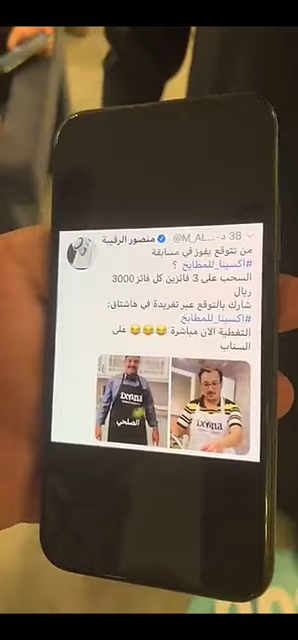 منصور الرقيبة @M_AL... · 38 د
من تتوقع يفوز في مسابقة
#اكسينا_للمطابخ ؟
السحب على 3 فائزين كل فائز 3000
ريال
شارك بالتوقع عبر تغريدة في هاشتاق:
#اكسينا_للمطابخ
التغطية الان مباشرة 😂😂😂 على
السناب
ixina
الصلحي
ixina